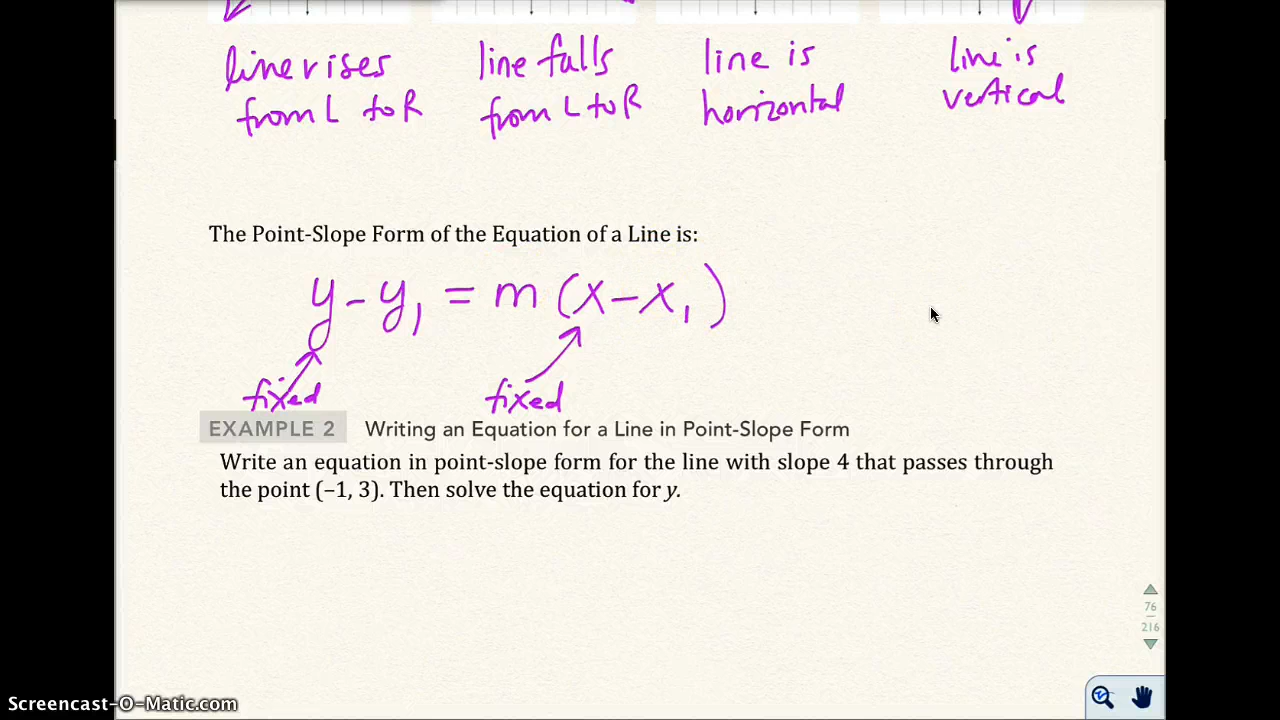 line rises
from L to R
line falls
from L to R
line is
horizontal
line is
vertical
The Point-Slope Form of the Equation of a Line is:
y - y₁ = m (x - x₁)
fixed
fixed
EXAMPLE 2 Writing an Equation for a Line in Point-Slope Form
Write an equation in point-slope form for the line with slope 4 that passes through
the point (–1, 3). Then solve the equation for y.
76
216
Screencast-O-Matic.com